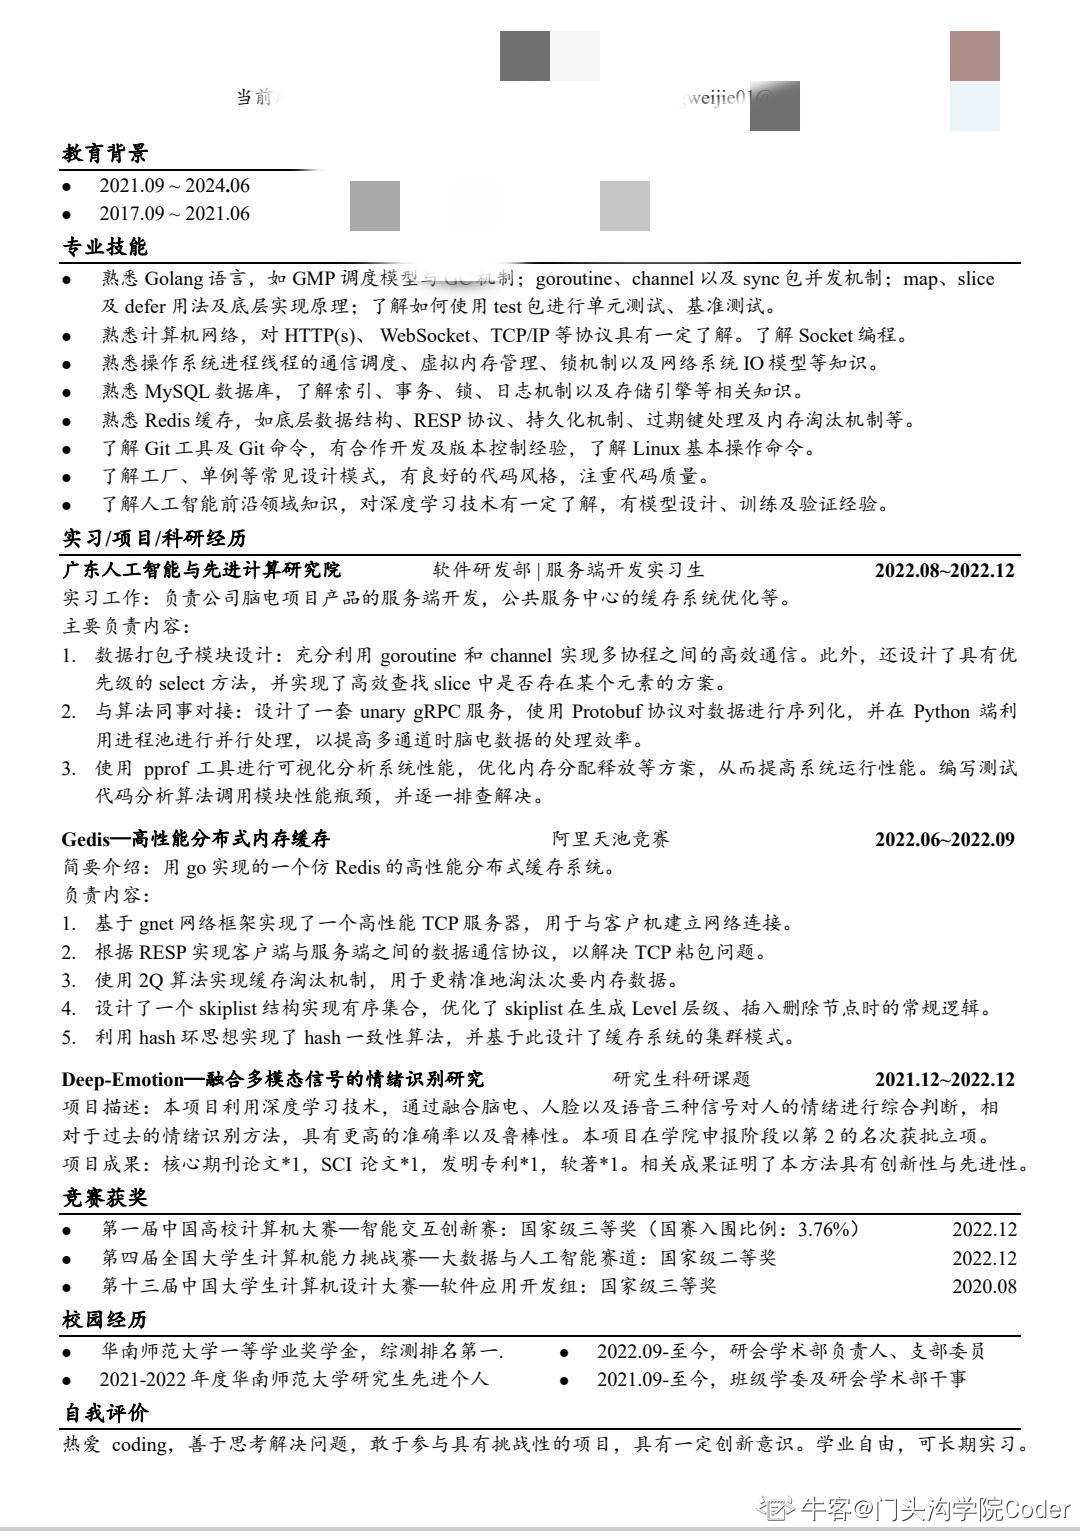 当前
weijie01@
教育背景
● 2021.09 ~ 2024.06
● 2017.09 ~ 2021.06
专业技能
● 熟悉 Golang 语言，如 GMP 调度模型与 GC 机制；goroutine、channel 以及 sync 包并发机制；map、slice
及 defer 用法及底层实现原理；了解如何使用 test 包进行单元测试、基准测试。
● 熟悉计算机网络，对 HTTP(s)、 WebSocket、TCP/IP 等协议具有一定了解。了解 Socket 编程。
● 熟悉操作系统进程线程的通信调度、虚拟内存管理、锁机制以及网络系统 IO 模型等知识。
● 熟悉 MySQL 数据库，了解索引、事务、锁、日志机制以及存储引擎等相关知识。
● 熟悉 Redis 缓存，如底层数据结构、RESP 协议、持久化机制、过期键处理及内存淘汰机制等。
● 了解 Git 工具及 Git 命令，有合作开发及版本控制经验，了解 Linux 基本操作命令。
● 了解工厂、单例等常见设计模式，有良好的代码风格，注重代码质量。
● 了解人工智能前沿领域知识，对深度学习技术有一定了解，有模型设计、训练及验证经验。
实习/项目/科研经历
广东人工智能与先进计算研究院 软件研发部 | 服务端开发实习生 2022.08~2022.12
实习工作：负责公司脑电项目产品的服务端开发，公共服务中心的缓存系统优化等。
主要负责内容：
1. 数据打包子模块设计：充分利用 goroutine 和 channel 实现多协程之间的高效通信。此外，还设计了具有优
先级的 select 方法，并实现了高效查找 slice 中是否存在某个元素的方案。
2. 与算法同事对接：设计了一套 unary gRPC 服务，使用 Protobuf 协议对数据进行序列化，并在 Python 端利
用进程池进行并行处理，以提高多通道时脑电数据的处理效率。
3. 使用 pprof 工具进行可视化分析系统性能，优化内存分配释放等方案，从而提高系统运行性能。编写测试
代码分析算法调用模块性能瓶颈，并逐一排查解决。
Gedis—高性能分布式内存缓存 阿里天池竞赛 2022.06~2022.09
简要介绍：用 go 实现的一个仿 Redis 的高性能分布式缓存系统。
负责内容：
1. 基于 gnet 网络框架实现了一个高性能 TCP 服务器，用于与客户机建立网络连接。
2. 根据 RESP 实现客户端与服务端之间的数据通信协议，以解决 TCP 粘包问题。
3. 使用 2Q 算法实现缓存淘汰机制，用于更精准地淘汰次要内存数据。
4. 设计了一个 skiplist 结构实现有序集合，优化了 skiplist 在生成 Level 层级、插入删除节点时的常规逻辑。
5. 利用 hash 环思想实现了 hash 一致性算法，并基于此设计了缓存系统的集群模式。
Deep-Emotion—融合多模态信号的情绪识别研究 研究生科研课题 2021.12~2022.12
项目描述：本项目利用深度学习技术，通过融合脑电、人脸以及语音三种信号对人的情绪进行综合判断，相
对于过去的情绪识别方法，具有更高的准确率以及鲁棒性。本项目在学院申报阶段以第 2 的名次获批立项。
项目成果：核心期刊论文*1，SCI 论文*1，发明专利*1，软著*1。相关成果证明了本方法具有创新性与先进性。
竞赛获奖
● 第一届中国高校计算机大赛—智能交互创新赛：国家级三等奖（国赛入围比例：3.76%） 2022.12
● 第四届全国大学生计算机能力挑战赛—大数据与人工智能赛道：国家级二等奖 2022.12
● 第十三届中国大学生计算机设计大赛—软件应用开发组：国家级三等奖 2020.08
校园经历
● 华南师范大学一等学业奖学金，综测排名第一. ● 2022.09-至今，研会学术部负责人、支部委员
● 2021-2022 年度华南师范大学研究生先进个人 ● 2021.09-至今，班级学委及研会学术部干事
自我评价
热爱 coding，善于思考解决问题，敢于参与具有挑战性的项目，具有一定创新意识。学业自由，可长期实习。
牛客@门头沟学院Coder